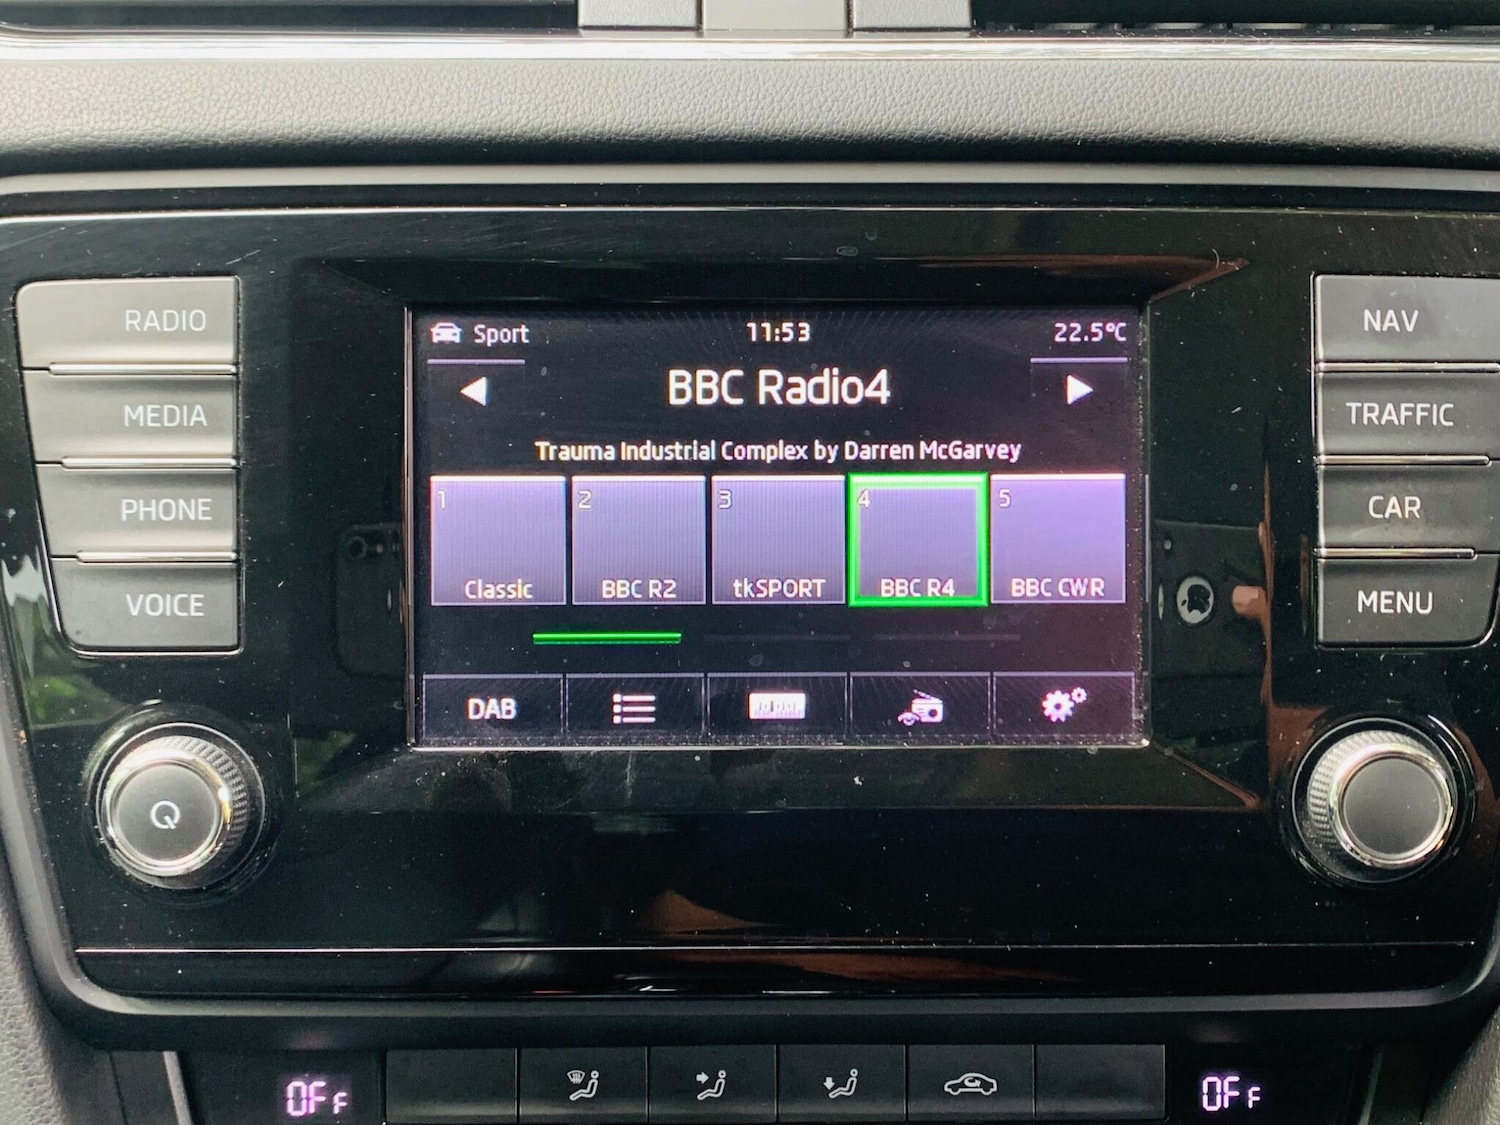 RADIO
MEDIA
PHONE
VOICE
Sport
11:53
22.5°C
BBC Radio4
Trauma Industrial Complex by Darren McGarvey
1
2
3
4
5
Classic
BBC R2
tkSPORT
BBC R4
BBC CWR
DAB
NAV
TRAFFIC
CAR
MENU
OFF
OFF